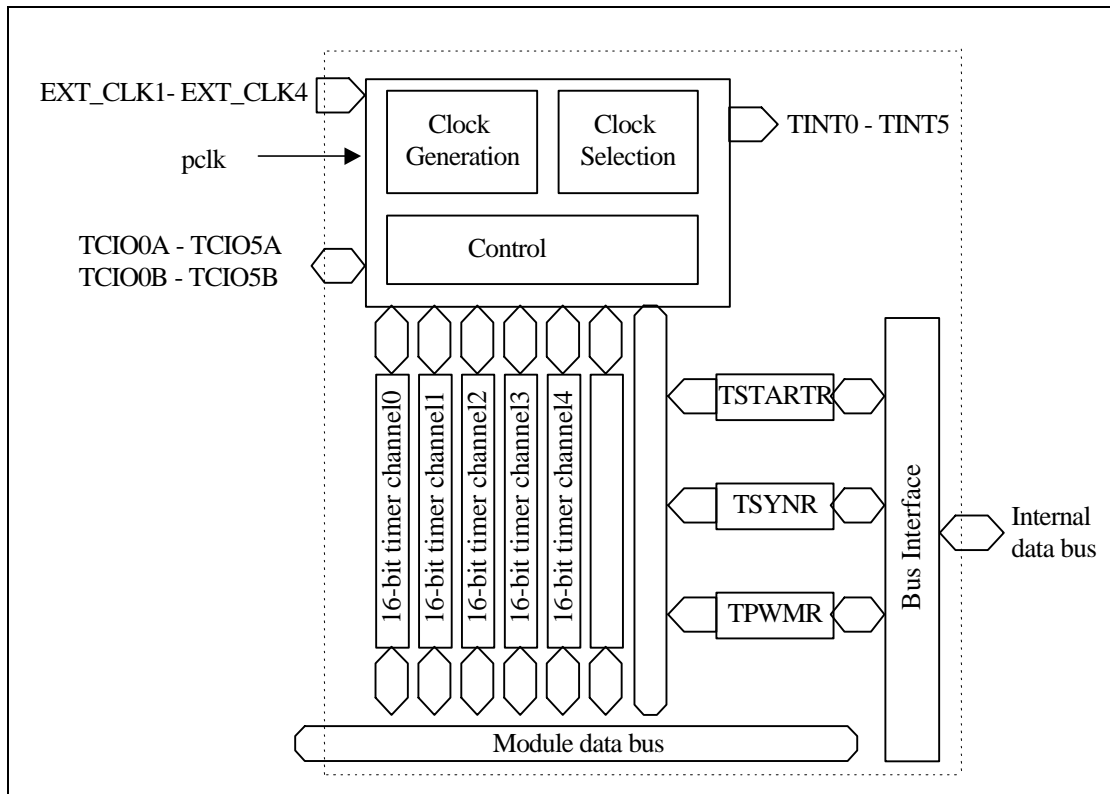 EXT_CLK1- EXT_CLK4
pclk
TCIO0A - TCIO5A
TCIO0B - TCIO5B
Clock
Generation
Clock
Selection
Control
TINT0 - TINT5
16-bit timer channel0
16-bit timer channel1
16-bit timer channel2
16-bit timer channel3
16-bit timer channel4
TSTARTR
TSYNR
TPWMR
Bus Interface
Internal
data bus
Module data bus